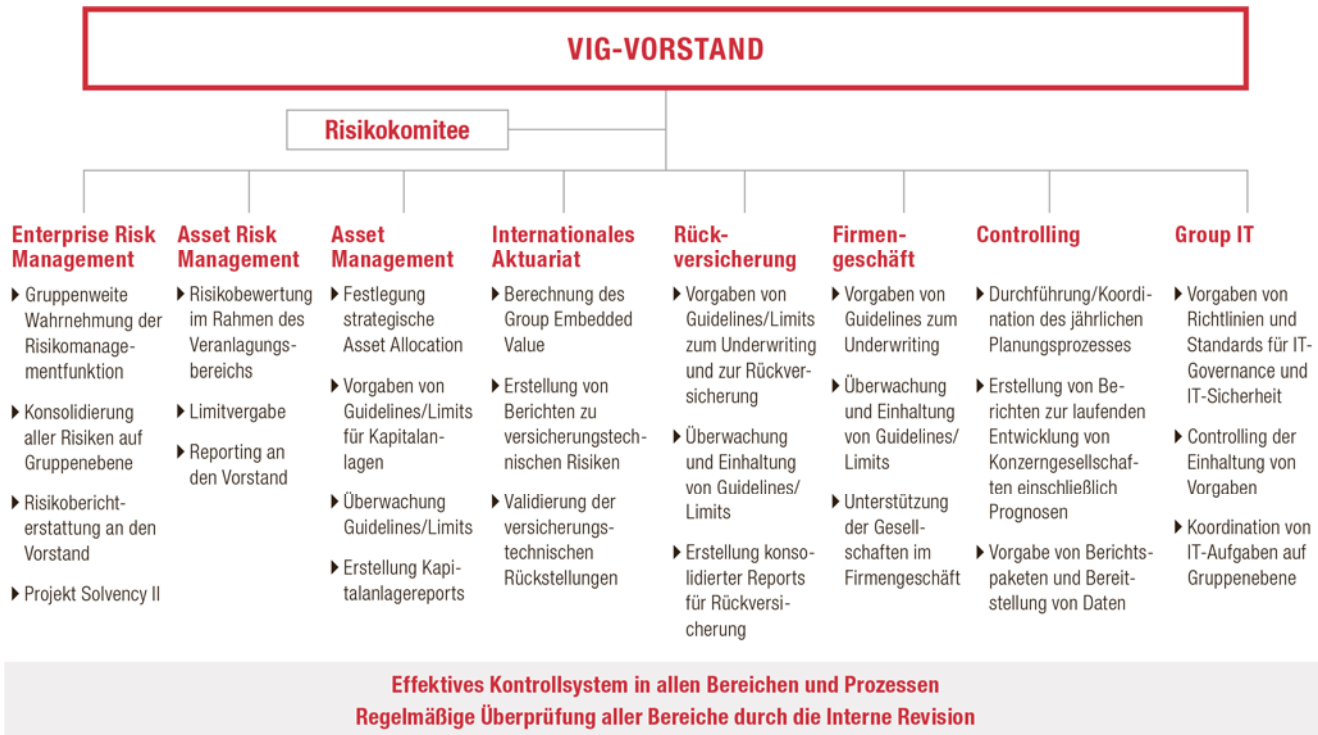 VIG-VORSTAND
Risikokomitee
Enterprise Risk
Management
▶ Gruppenweite
Wahrnehmung der
Risikomanage-
mentfunktion
▶ Konsolidierung
aller Risiken auf
Gruppenebene
▶ Risikobericht-
erstattung an den
Vorstand
▶ Projekt Solvency II
Asset Risk
Management
▶ Risikobewertung
im Rahmen des
Veranlagungs-
bereichs
▶ Limitvergabe
▶ Reporting an
den Vorstand
Asset
Management
▶ Festlegung
strategische
Asset Allocation
▶ Vorgaben von
Guidelines/Limits
für Kapitalan-
lagen
▶ Überwachung
Guidelines/Limits
▶ Erstellung Kapi-
talanlagereports
Internationales
Aktuariat
▶ Berechnung des
Group Embedded
Value
▶ Erstellung von
Berichten zu
versicherungstech-
nischen Risiken
▶ Validierung der
versicherungs-
technischen
Rückstellungen
Rück-
versicherung
▶ Vorgaben von
Guidelines/Limits
zum Underwriting
und zur Rückver-
sicherung
▶ Überwachung
und Einhaltung
von Guidelines/
Limits
▶ Erstellung konso-
lidierter Reports
für Rückversi-
cherung
Firmen-
geschäft
▶ Vorgaben von
Guidelines zum
Underwriting
▶ Überwachung
und Einhaltung
von Guidelines/
Limits
▶ Unterstützung
der Gesell-
schaften im
Firmengeschäft
Controlling
▶ Durchführung/Koordi-
nation des jährlichen
Planungsprozesses
▶ Erstellung von Be-
richten zur laufenden
Entwicklung von
Konzerngesellschaf-
ten einschließlich
Prognosen
▶ Vorgabe von Berichts-
paketen und Bereit-
stellung von Daten
Group IT
▶ Vorgaben von
Richtlinien und
Standards für IT-
Governance und
IT-Sicherheit
▶ Controlling der
Einhaltung von
Vorgaben
▶ Koordination von
IT-Aufgaben auf
Gruppenebene
Effektives Kontrollsystem in allen Bereichen und Prozessen
Regelmäßige Überprüfung aller Bereiche durch die Interne Revision